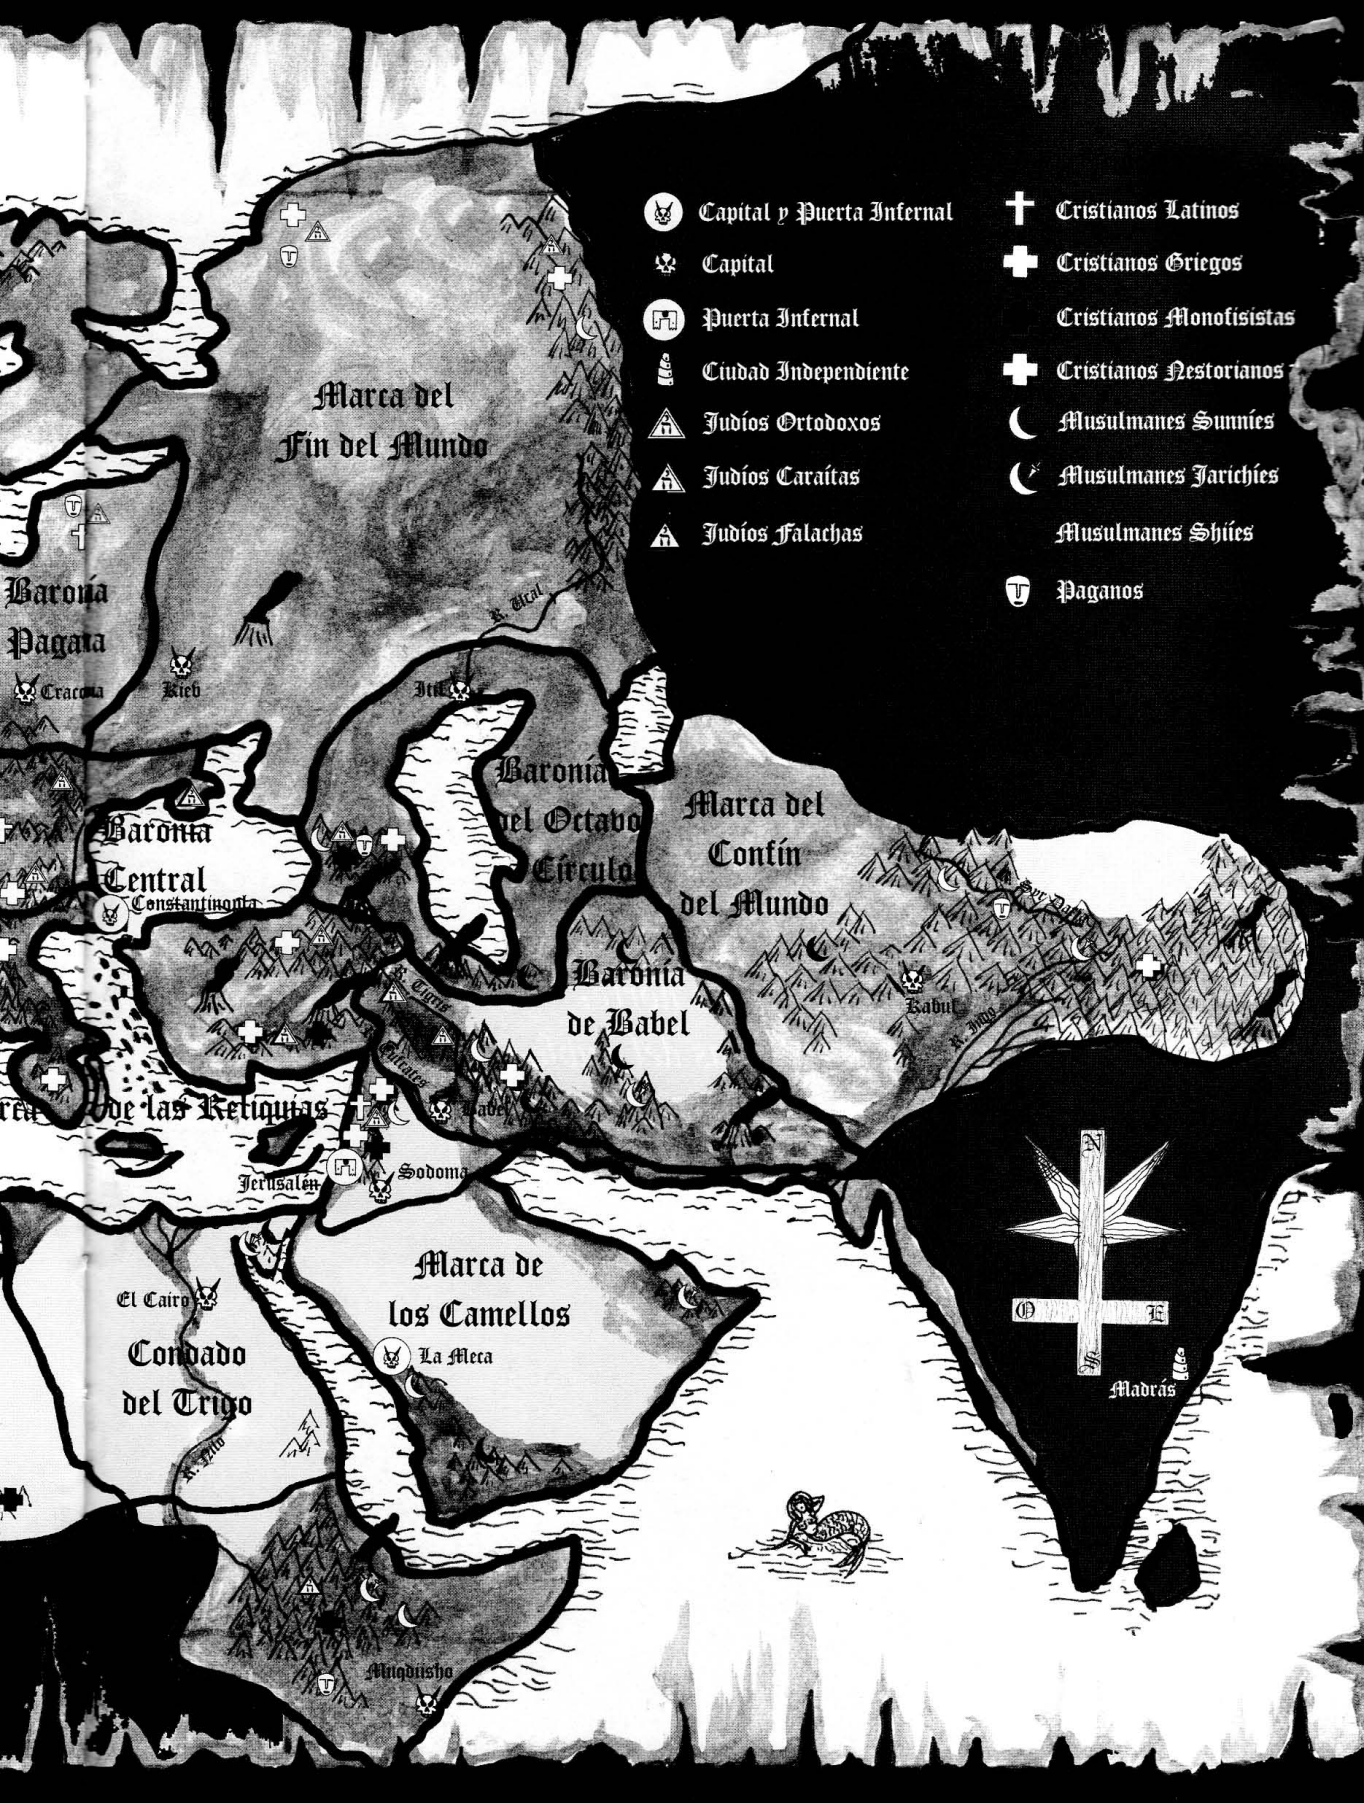 Capital y Puerta Infernal
Capital
Puerta Infernal
Ciudad Independiente
Judíos Ortodoxos
Judíos Caraítas
Judíos Falachas
Cristianos Latinos
Cristianos Griegos
Cristianos Monofisistas
Cristianos Nestorianos
Musulmanes Sunníes
Musulmanes Jarichíes
Musulmanes Shiíes
Paganos
Marca del
Fin del Mundo
Baronía
Pagana
Cracovia
Kiev
R. Ural
Itil
Baronía
del Octavo
Círculo
Marca del
Confín
del Mundo
Syr Daria
Kabul
R. Indo
Baronía
Central
Constantinopla
Baronía
de Babel
R. Tigris
Eufrates
Babel
de las Reliquias
Jerusalén
Sodoma
Marca de
los Camellos
La Meca
El Cairo
Condado
del Trigo
R. Nilo
N
O
E
S
Madrás
Muqdisho